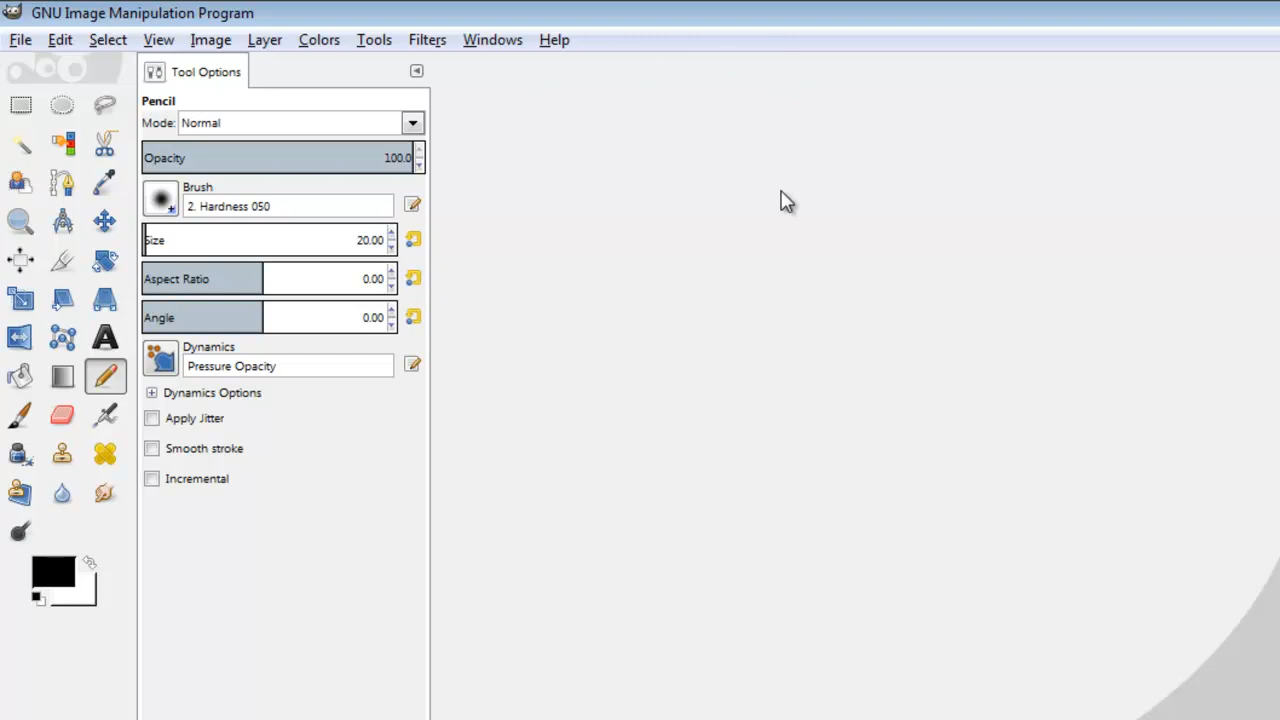 GNU Image Manipulation Program
File Edit Select View Image Layer Colors Tools Filters Windows Help
Tool Options
Pencil
Mode: Normal
Opacity 100.0
Brush
2. Hardness 050
Size 20.00
Aspect Ratio 0.00
Angle 0.00
Dynamics
Pressure Opacity
Dynamics Options
Apply Jitter
Smooth stroke
Incremental